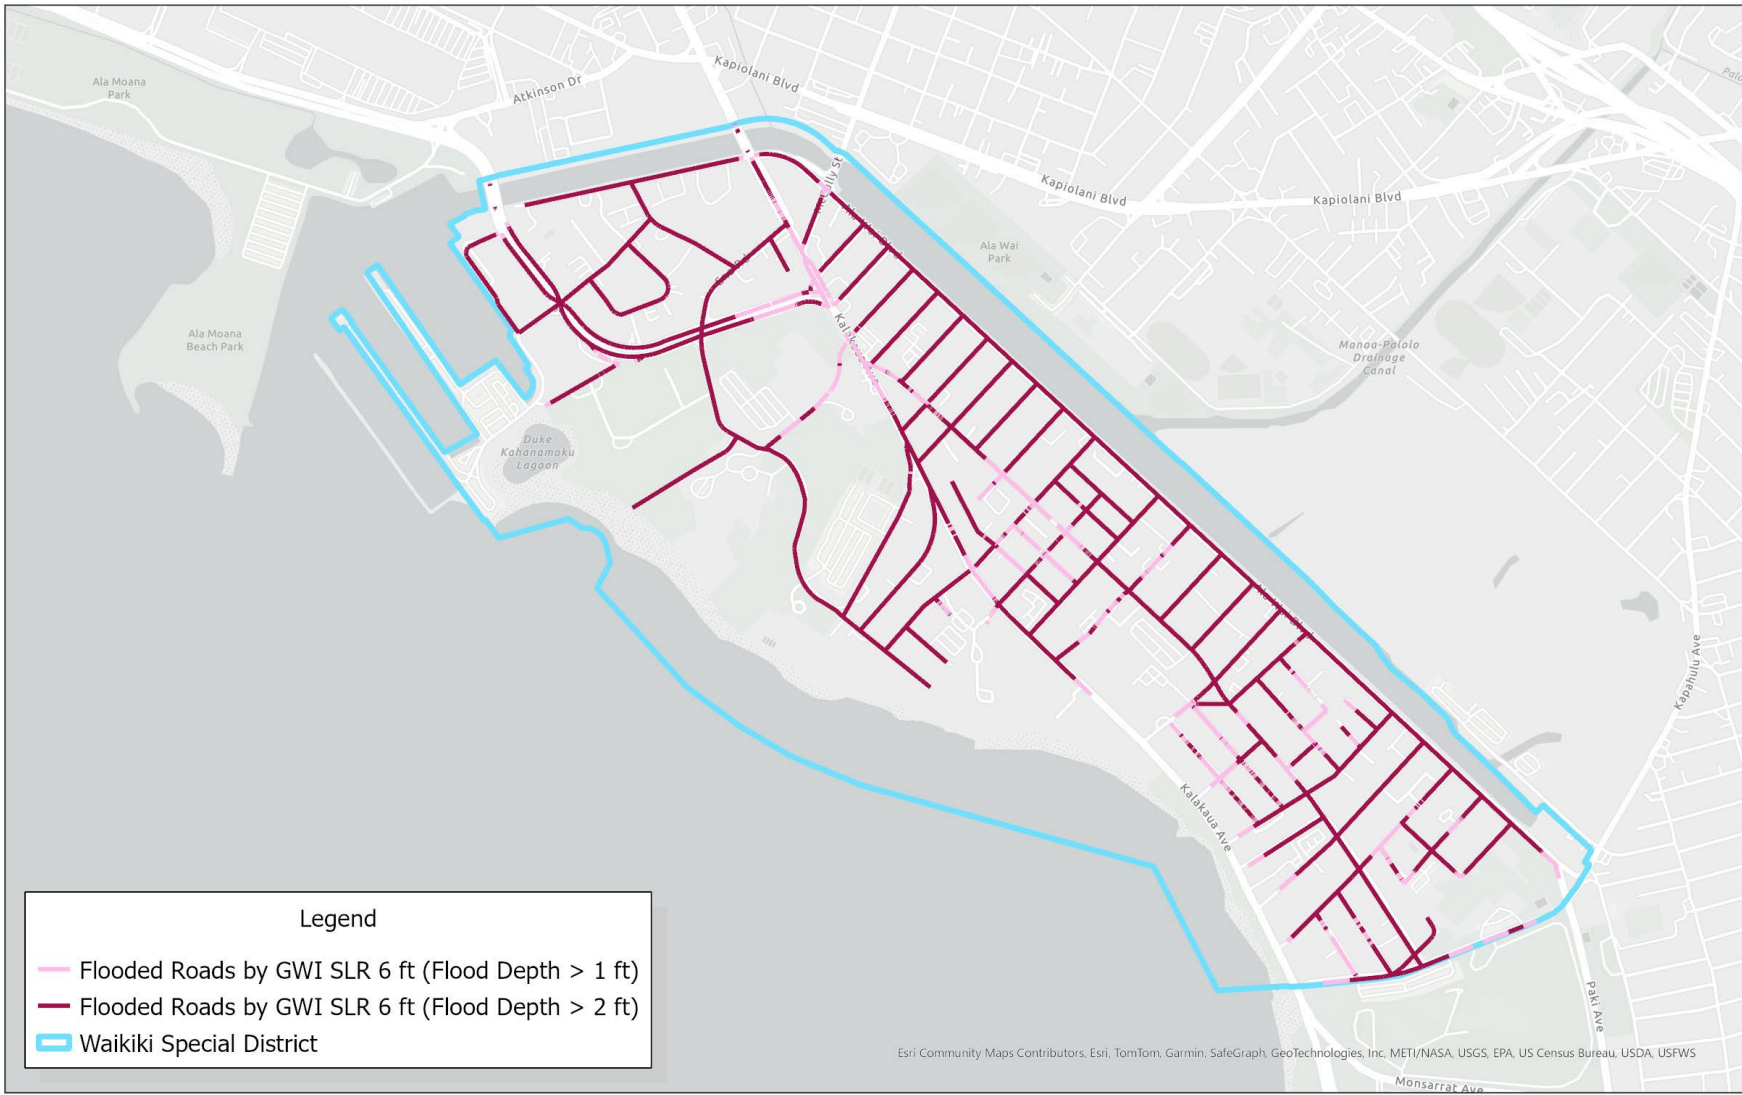 Ala Moana
Park
Atkinson Dr
Kapiolani Blvd
Kapiolani Blvd
Kapiolani Blvd
Ala Wai
Park
Ala Moana
Beach Park
Kalakaua Ave
Manoa-Palolo
Drainage
Canal
Duke
Kahanamoku
Lagoon
Kapahulu Ave
Kalakaua Ave
Paki Ave
Monsarrat Ave
Legend
Flooded Roads by GWI SLR 6 ft (Flood Depth > 1 ft)
Flooded Roads by GWI SLR 6 ft (Flood Depth > 2 ft)
Waikiki Special District
Esri Community Maps Contributors, Esri, TomTom, Garmin, SafeGraph, GeoTechnologies, Inc, METI/NASA, USGS, EPA, US Census Bureau, USDA, USFWS